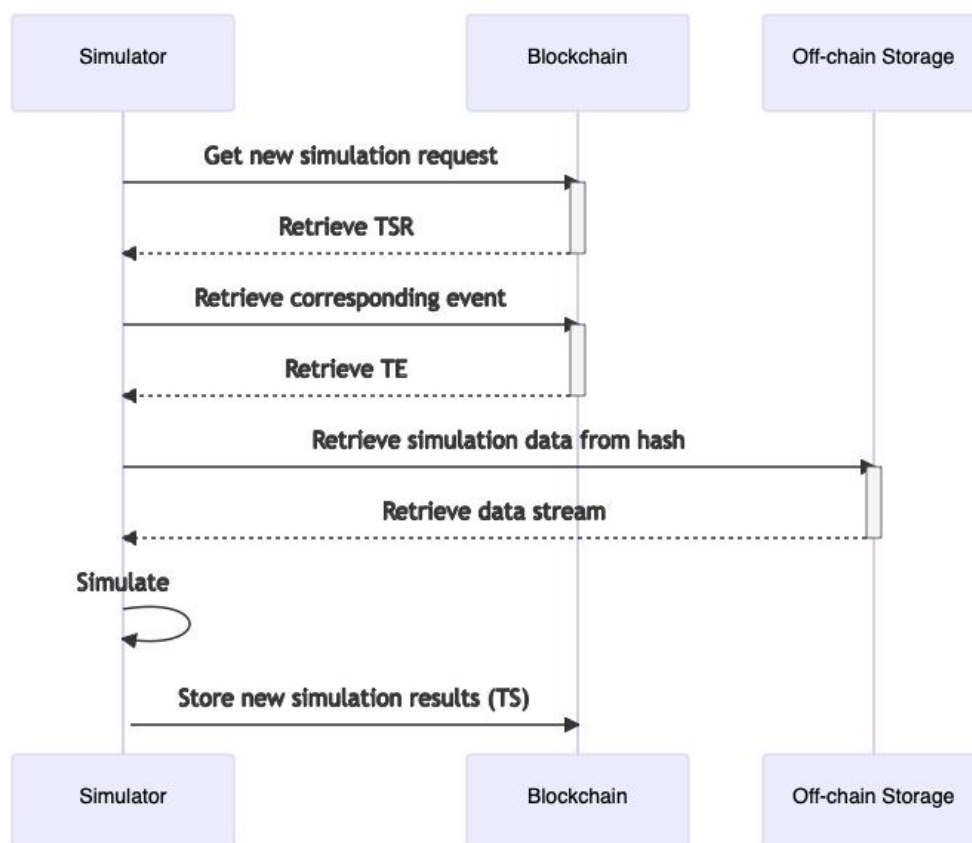 Simulator
Blockchain
Off-chain Storage
Get new simulation request
Retrieve TSR
Retrieve corresponding event
Retrieve TE
Retrieve simulation data from hash
Retrieve data stream
Simulate
Store new simulation results (TS)
Simulator
Blockchain
Off-chain Storage